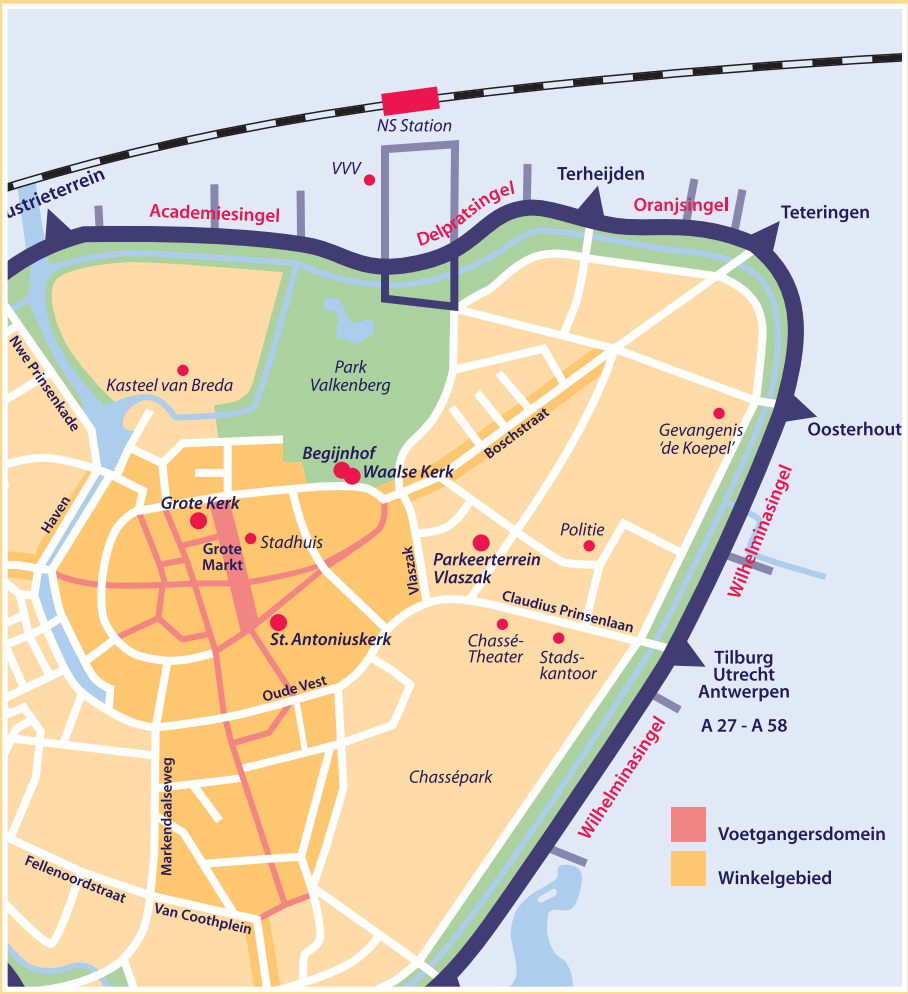 NS Station
VVV
Terheijden
ustrieterrein
Academiesingel
Delpratsingel
Oranjsingel
Teteringen
Nwe Prinsenkade
Kasteel van Breda
Park
Valkenberg
Boschstraat
Gevangenis
‘de Koepel’
Oosterhout
Begijnhof
Waalse Kerk
Haven
Grote Kerk
Grote
Markt
Stadhuis
Vlaszak
Parkeerterrein
Vlaszak
Politie
Wilhelminasingel
Claudius Prinsenlaan
St. Antoniuskerk
Chassé-
Theater
Stads-
kantoor
Tilburg
Utrecht
Antwerpen
A 27 - A 58
Oude Vest
Wilhelminasingel
Chassépark
Markendaalseweg
Fellenoordstraat
Van Coothplein
Voetgangersdomein
Winkelgebied